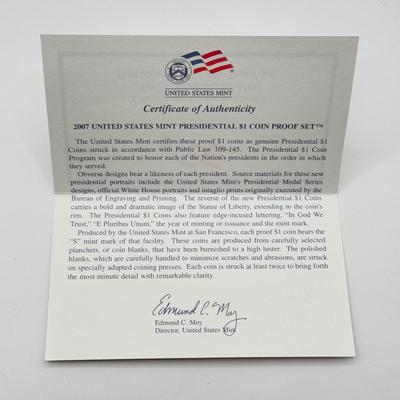 UNITED STATES MINT
Certificate of Authenticity
2007 UNITED STATES MINT PRESIDENTIAL $1 COIN PROOF SET™
The United States Mint certifies these proof $1 coins as genuine Presidential $1
Coins struck in accordance with Public Law 109-145. The Presidential $1 Coin
Program was created to honor each of the Nation's presidents in the order in which
they served.
Obverse designs bear a likeness of each president. Source materials for these new
presidential portraits include the United States Mint's Presidential Medal Series
designs, official White House portraits and intaglio prints originally executed by the
Bureau of Engraving and Printing. The reverse of the new Presidential $1 Coins
carries a bold and dramatic image of the Statue of Liberty, extending to the coin's
rim. The Presidential $1 Coins also feature edge-incused lettering, "In God We
Trust," "E Pluribus Unum," the year of minting or issuance and the mint mark.
Produced by the United States Mint at San Francisco, each proof $1 coin bears the
"S" mint mark of that facility. These coins are produced from carefully selected
planchets, or coin blanks, that have been burnished to a high luster. The polished
blanks, which are carefully handled to minimize scratches and abrasions, are struck
on specially adapted coining presses. Each coin is struck at least twice to bring forth
the most minute detail with remarkable clarity.
Edmund C. Moy
Edmund C. Moy
Director, United States Mint